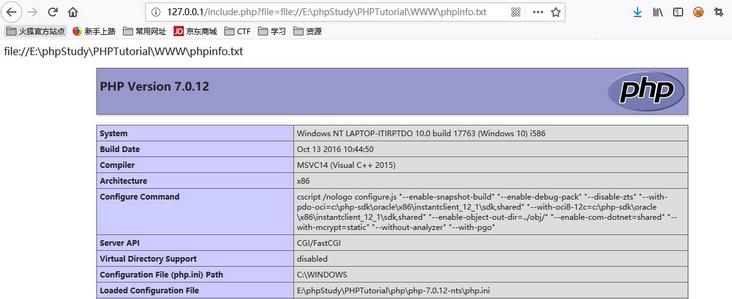 127.0.0.1/include.php?file=file://E:\phpStudy\PHPTutorial\WWW\phpinfo.txt
火狐官方站点 新手上路 常用网址 JD 京东商城 CTF 学习 资源
file://E:\phpStudy\PHPTutorial\WWW\phpinfo.txt
PHP Version 7.0.12
php
System Windows NT LAPTOP-ITIRPTDO 10.0 build 17763 (Windows 10) i586
Build Date Oct 13 2016 10:44:50
Compiler MSVC14 (Visual C++ 2015)
Architecture x86
Configure Command cscript /nologo configure.js "--enable-snapshot-build" "--enable-debug-pack" "--disable-zts" "--with-
pdo-oci=c:\php-sdk\oracle\x86\instantclient_12_1\sdk,shared" "--with-oci8-12c=c:\php-sdk\oracle
\x86\instantclient_12_1\sdk,shared" "--enable-object-out-dir=../obj/" "--enable-com-dotnet=shared" "--
with-mcrypt=static" "--without-analyzer" "--with-pgo"
Server API CGI/FastCGI
Virtual Directory Support disabled
Configuration File (php.ini) Path C:\WINDOWS
Loaded Configuration File E:\phpStudy\PHPTutorial\php\php-7.0.12-nts\php.ini